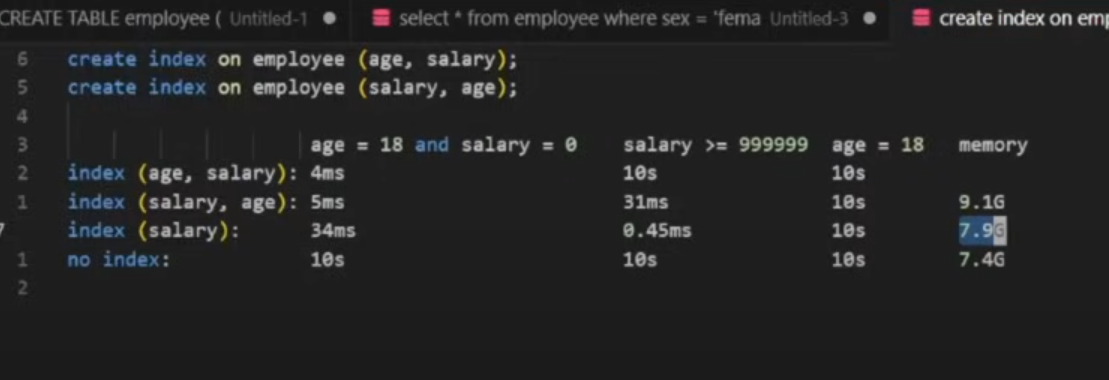 CREATE TABLE employee ( Untitled-1 select * from employee where sex = 'fema Untitled-3 create index on emp
6 create index on employee (age, salary);
5 create index on employee (salary, age);
4
3 age = 18 and salary = 0 salary >= 999999 age = 18 memory
2 index (age, salary): 4ms 10s 10s
1 index (salary, age): 5ms 31ms 10s 9.1G
7 index (salary): 34ms 0.45ms 10s 7.9G
1 no index: 10s 10s 10s 7.4G
2